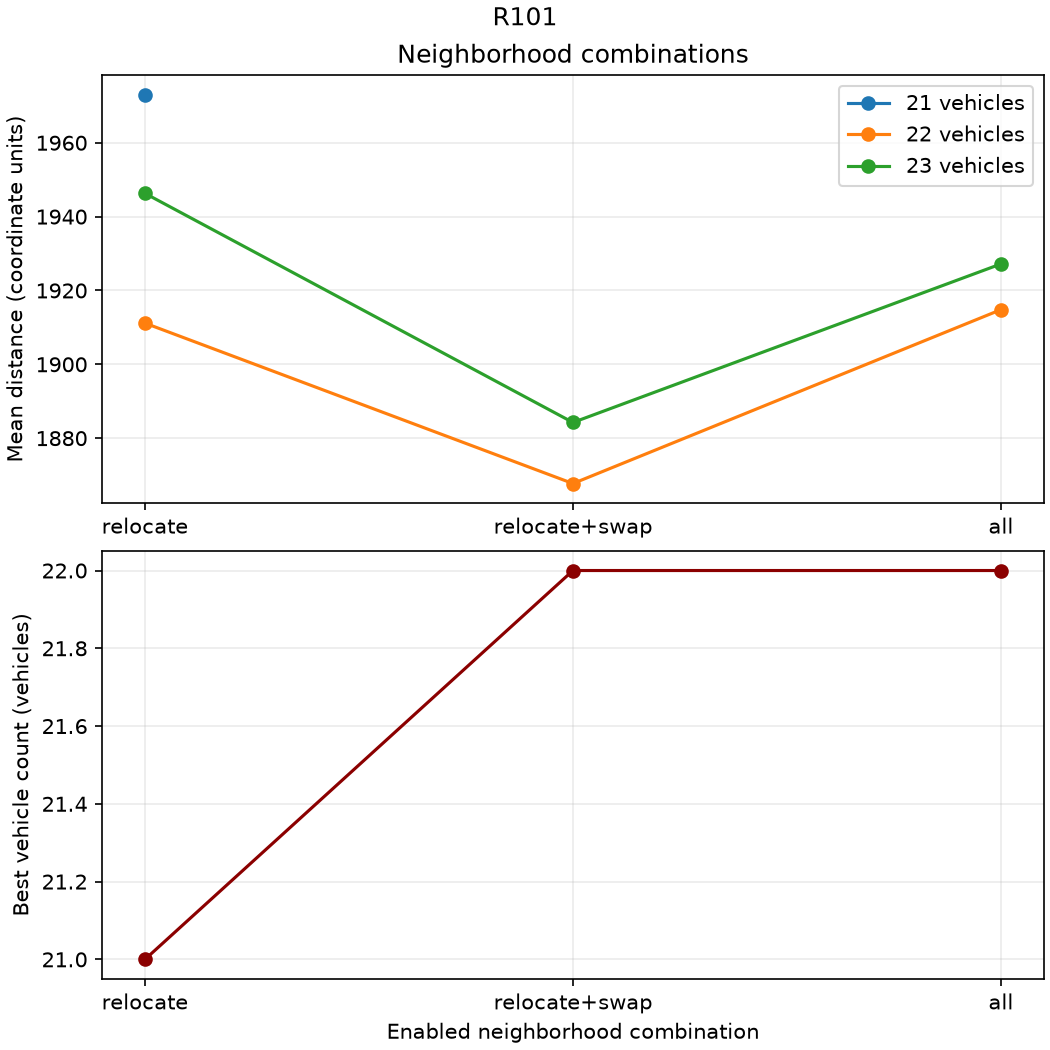 R101
Neighborhood combinations
Mean distance (coordinate units)
1960
1940
1920
1900
1880
21 vehicles
22 vehicles
23 vehicles
relocate
relocate+swap
all
Best vehicle count (vehicles)
22.0
21.8
21.6
21.4
21.2
21.0
relocate
relocate+swap
all
Enabled neighborhood combination